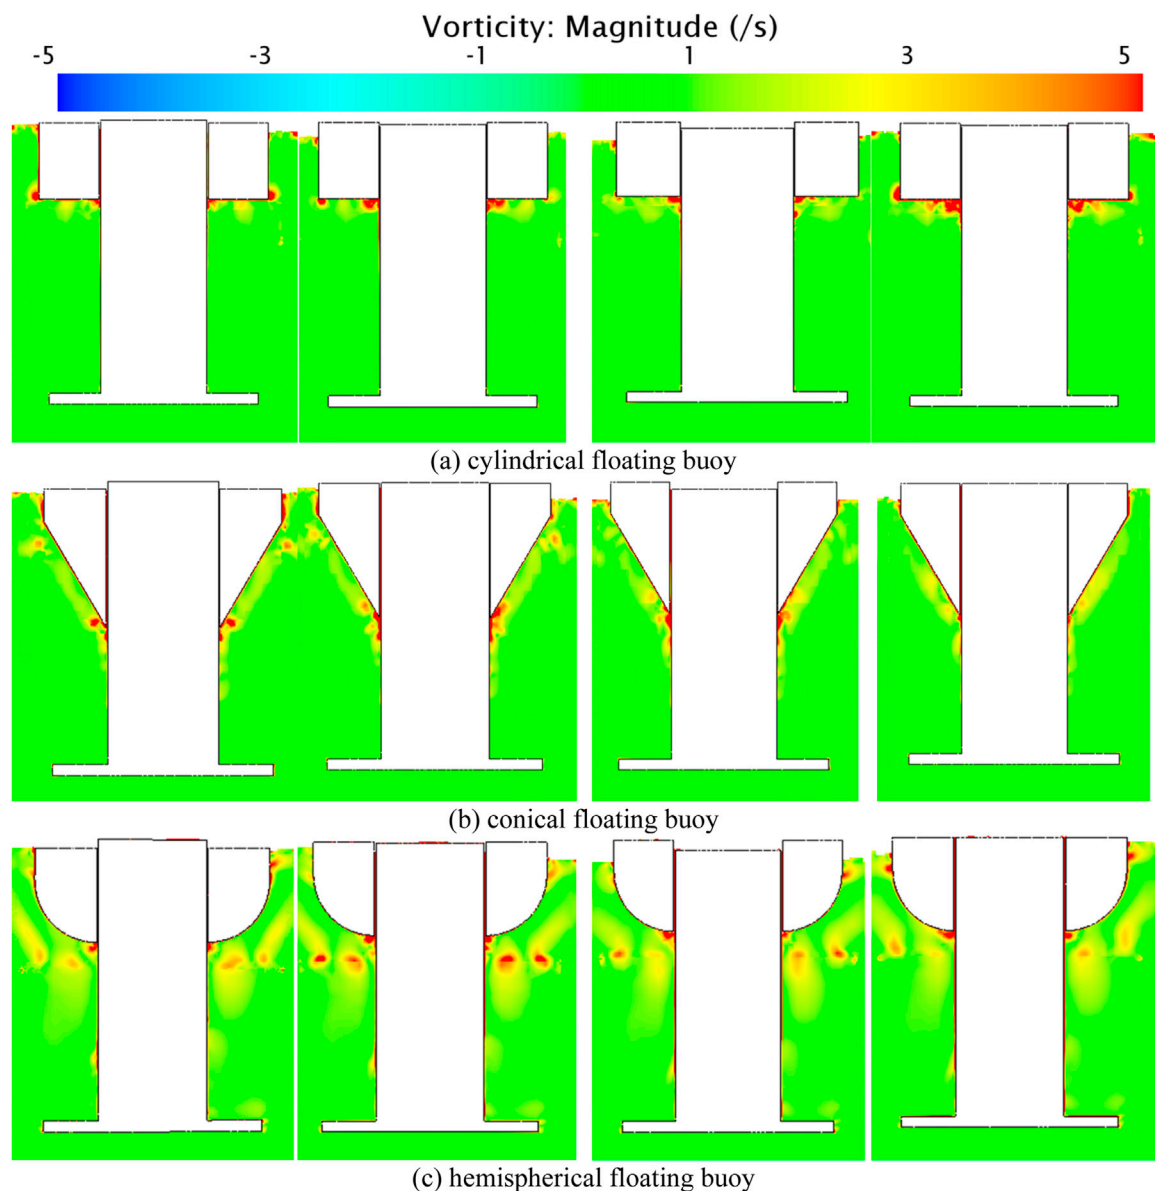 Vorticity: Magnitude (/s)
-5 -3 -1 1 3 5
(a) cylindrical floating buoy
(b) conical floating buoy
(c) hemispherical floating buoy